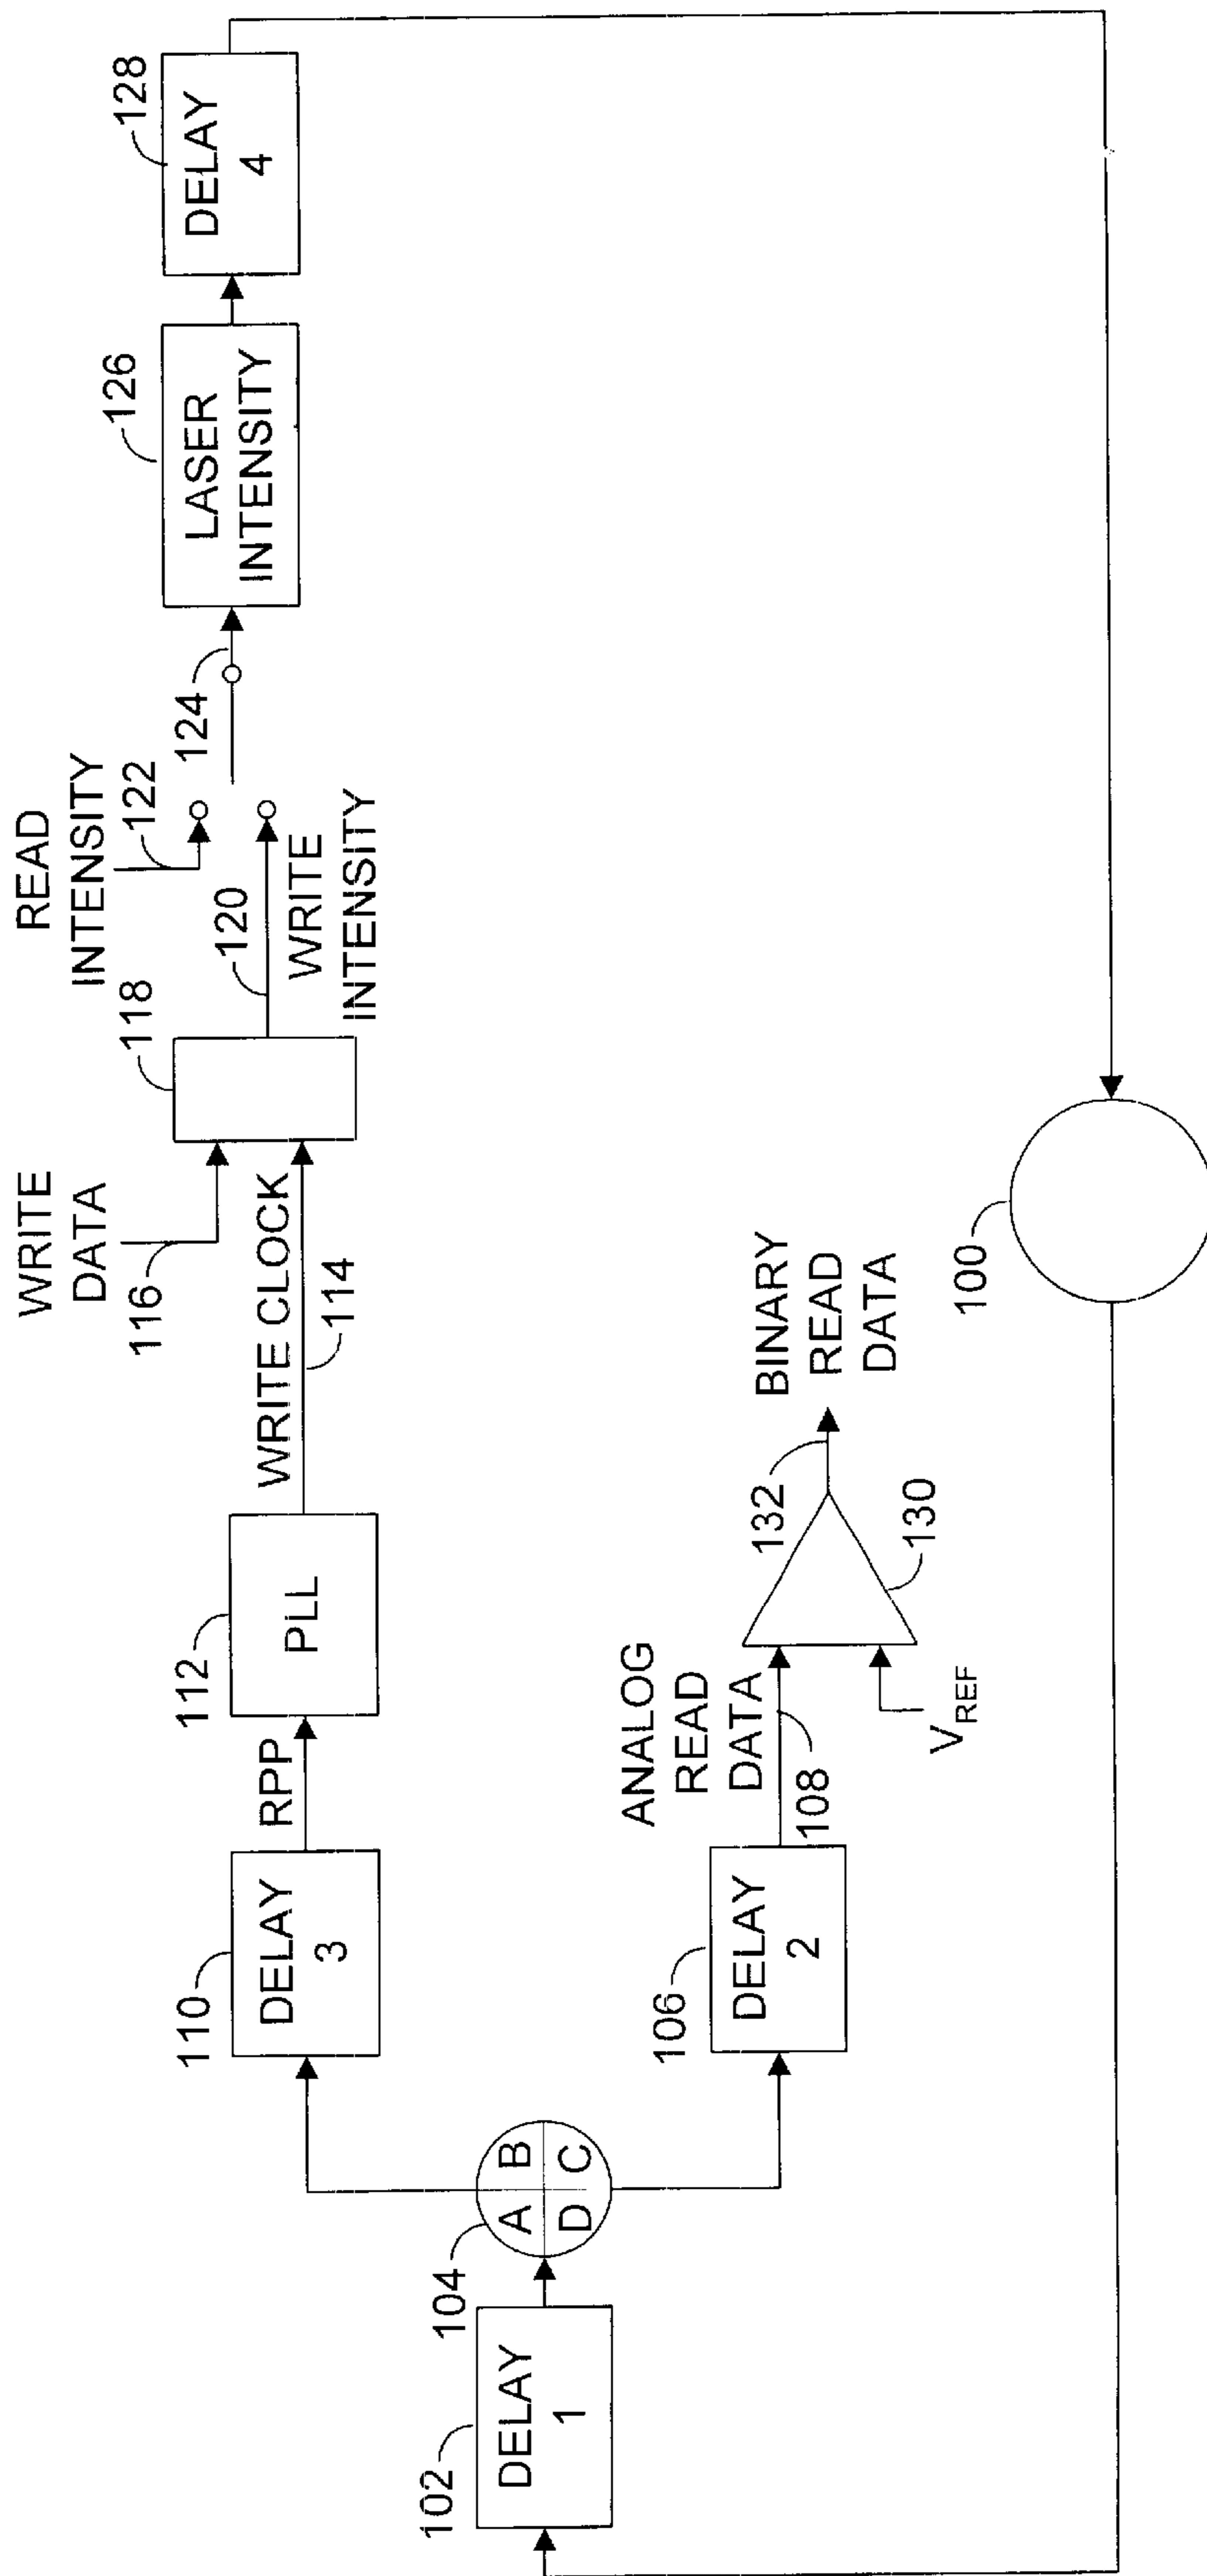 102
DELAY
1
104
A B
D C
110
DELAY
3
RPP
112
PLL
WRITE CLOCK
114
WRITE
DATA
116
118
120
WRITE
INTENSITY
READ
INTENSITY
122
124
126
LASER
INTENSITY
128
DELAY
4
106
DELAY
2
ANALOG
READ
DATA
108
VREF
130
132
BINARY
READ
DATA
100